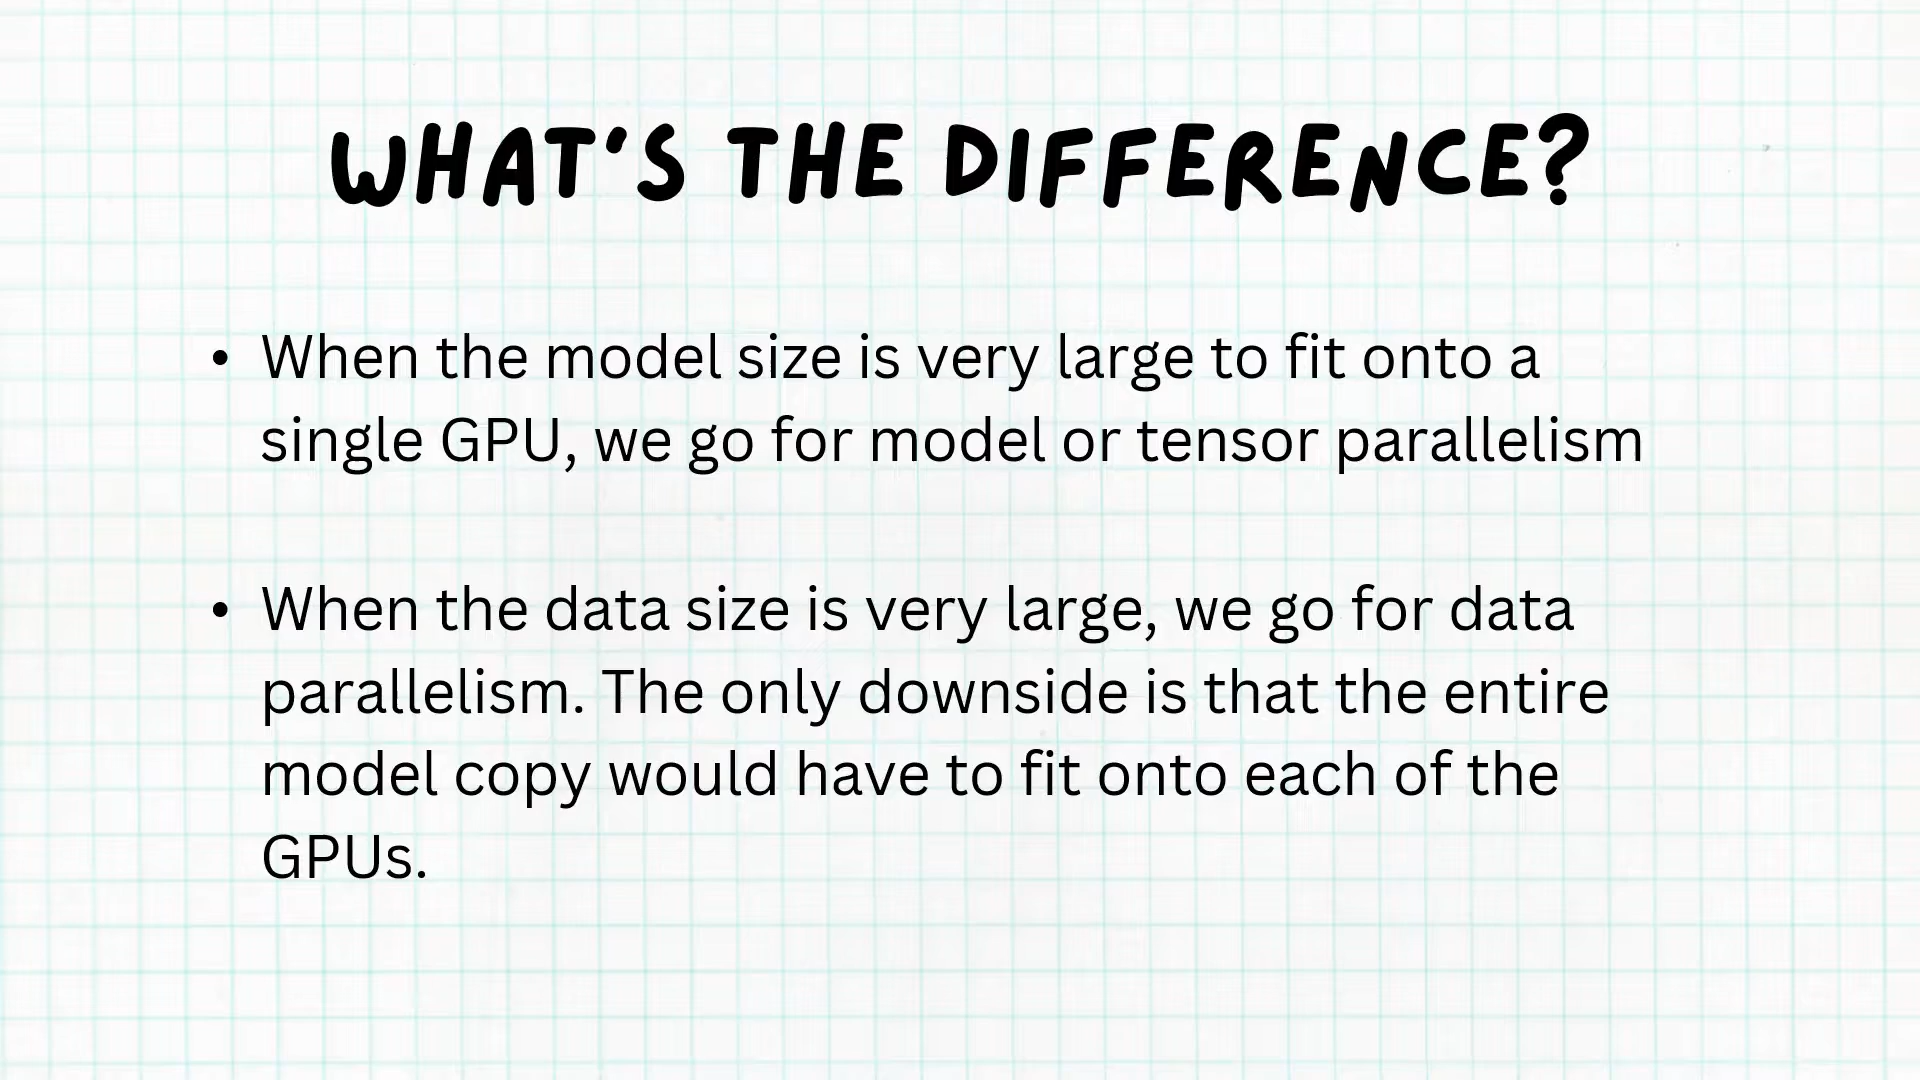 WHAT'S THE DIFFERENCE?
• When the model size is very large to fit onto a
single GPU, we go for model or tensor parallelism
• When the data size is very large, we go for data
parallelism. The only downside is that the entire
model copy would have to fit onto each of the
GPUs.